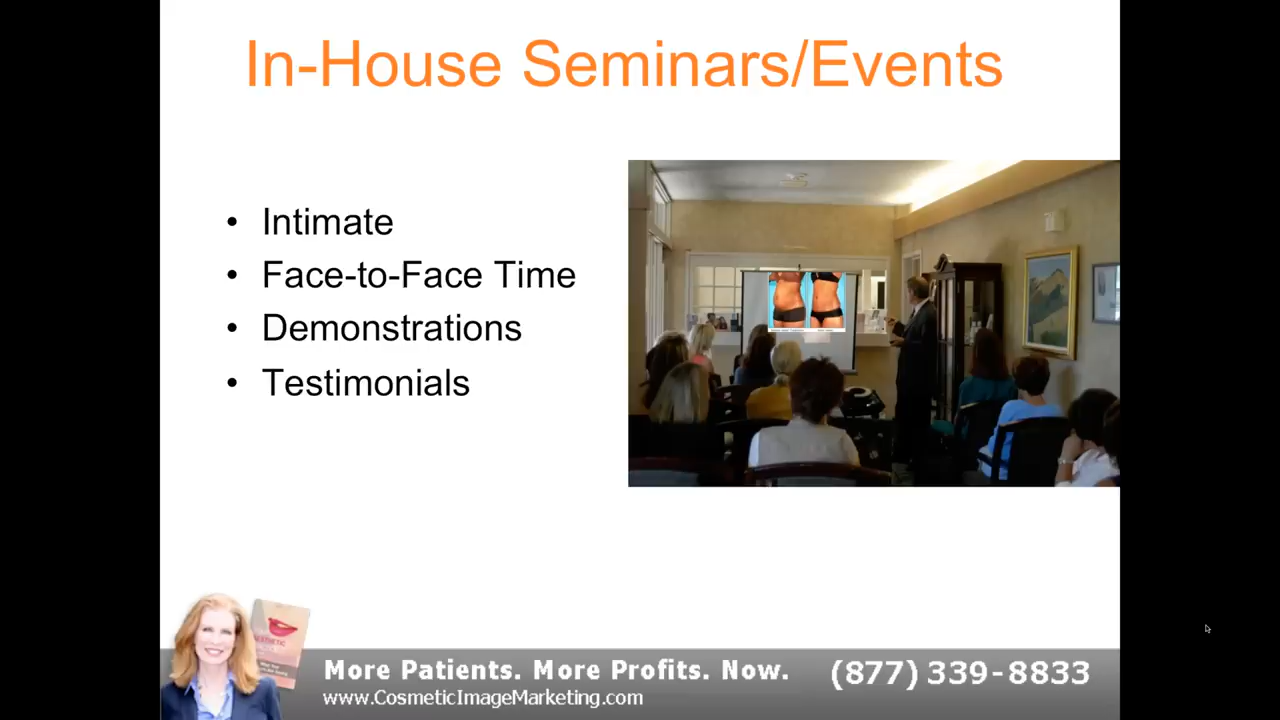 In-House Seminars/Events
• Intimate
• Face-to-Face Time
• Demonstrations
• Testimonials
More Patients. More Profits. Now.
(877) 339-8833
www.CosmeticImageMarketing.com